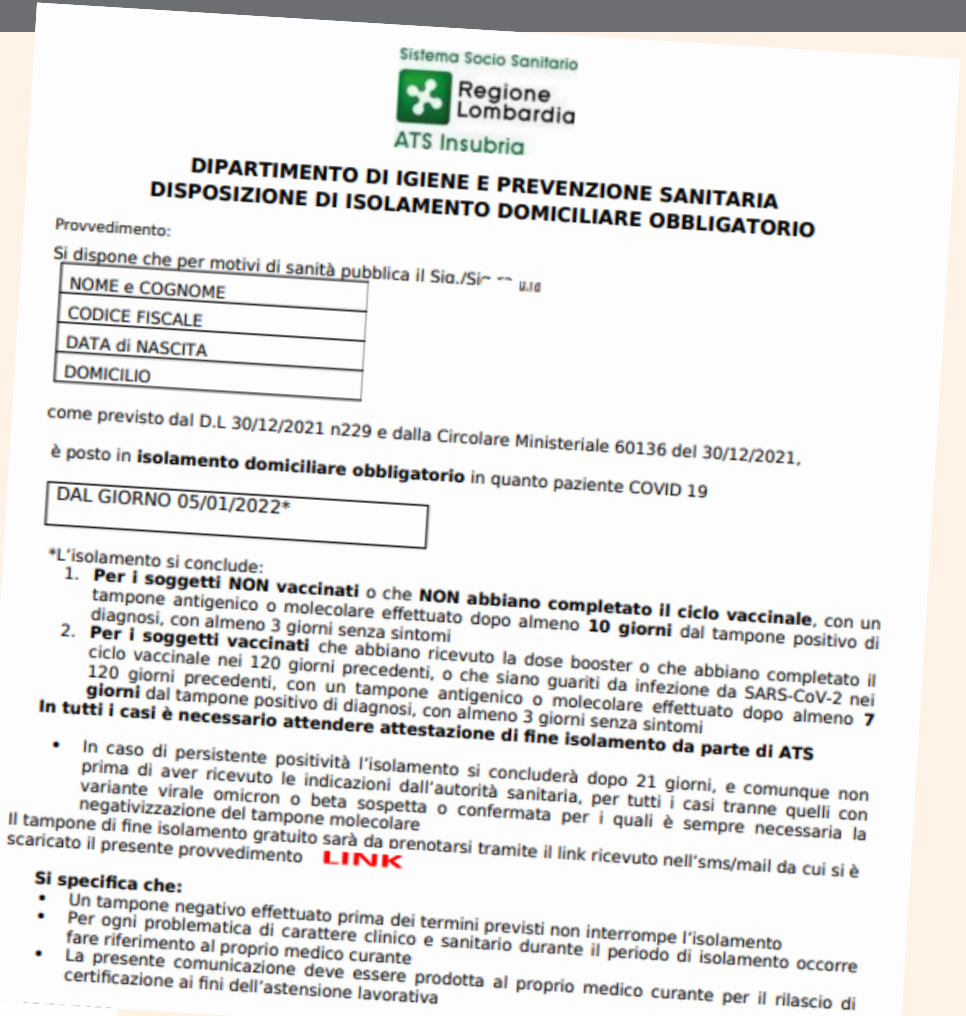 Sistema Socio Sanitario
Regione
Lombardia
ATS Insubria
DIPARTIMENTO DI IGIENE E PREVENZIONE SANITARIA
DISPOSIZIONE DI ISOLAMENTO DOMICILIARE OBBLIGATORIO
Provvedimento:
Si dispone che per motivi di sanità pubblica il Sig./
NOME e COGNOME
CODICE FISCALE
DATA di NASCITA
DOMICILIO
come previsto dal D.L 30/12/2021 n229 e dalla Circolare Ministeriale 60136 del 30/12/2021,
è posto in isolamento domiciliare obbligatorio in quanto paziente COVID 19
DAL GIORNO 05/01/2022*
*L'isolamento si conclude:
1. Per i soggetti NON vaccinati o che NON abbiano completato il ciclo vaccinale, con un
tampone antigenico o molecolare effettuato dopo almeno 10 giorni dal tampone positivo di
diagnosi, con almeno 3 giorni senza sintomi
2. Per i soggetti vaccinati che abbiano ricevuto la dose booster o che abbiano completato il
ciclo vaccinale nei 120 giorni precedenti, o che siano guariti da infezione da SARS-CoV-2 nei
120 giorni precedenti, con un tampone antigenico o molecolare effettuato dopo almeno 7
giorni dal tampone positivo di diagnosi, con almeno 3 giorni senza sintomi
In tutti i casi è necessario attendere attestazione di fine isolamento da parte di ATS
• In caso di persistente positività l'isolamento si concluderà dopo 21 giorni, e comunque non
prima di aver ricevuto le indicazioni dall'autorità sanitaria, per tutti i casi tranne quelli con
variante virale omicron o beta sospetta o confermata per i quali è sempre necessaria la
negativizzazione del tampone molecolare
Il tampone di fine isolamento gratuito sarà da prenotarsi tramite il link ricevuto nell'sms/mail da cui si è
scaricato il presente provvedimento LINK
Si specifica che:
• Un tampone negativo effettuato prima dei termini previsti non interrompe l'isolamento
• Per ogni problematica di carattere clinico e sanitario durante il periodo di isolamento occorre
fare riferimento al proprio medico curante
• La presente comunicazione deve essere prodotta al proprio medico curante per il rilascio di
certificazione ai fini dell'astensione lavorativa